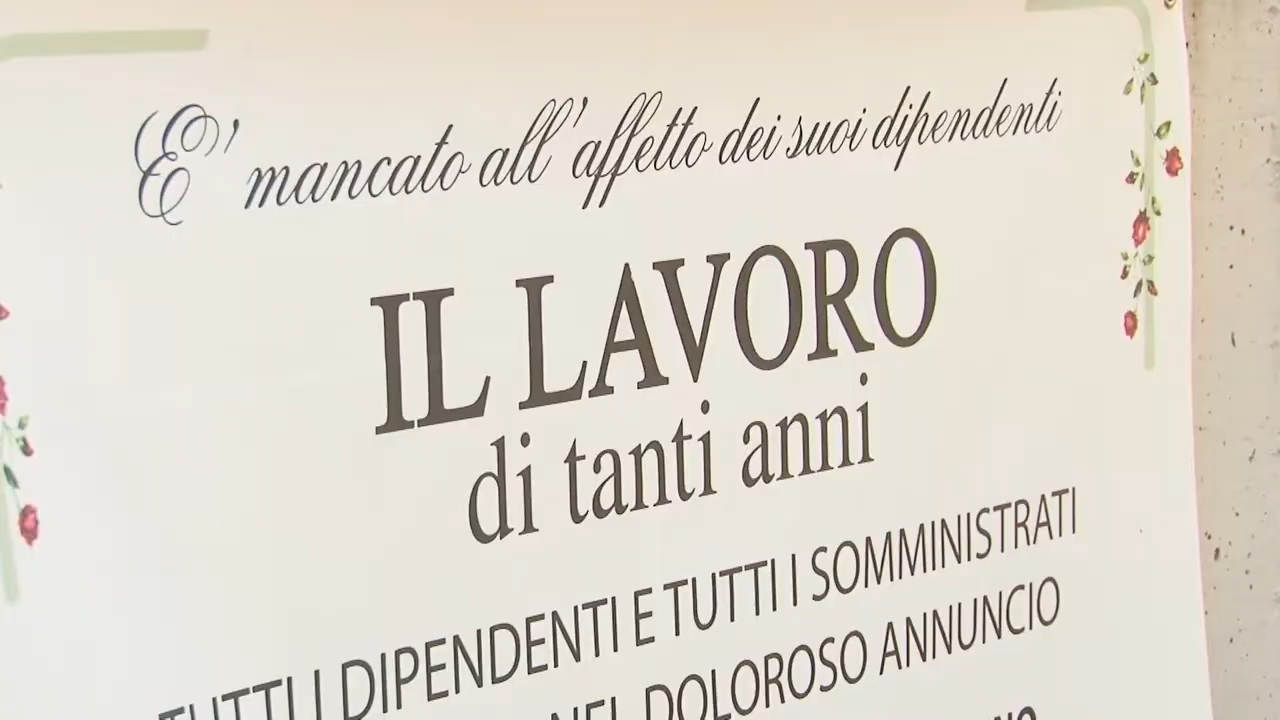 E' mancato all'affetto dei suoi dipendenti
IL LAVORO
di tanti anni
TUTTI I DIPENDENTI E TUTTI I SOMMINISTRATI
NEL DOLOROSO ANNUNCIO